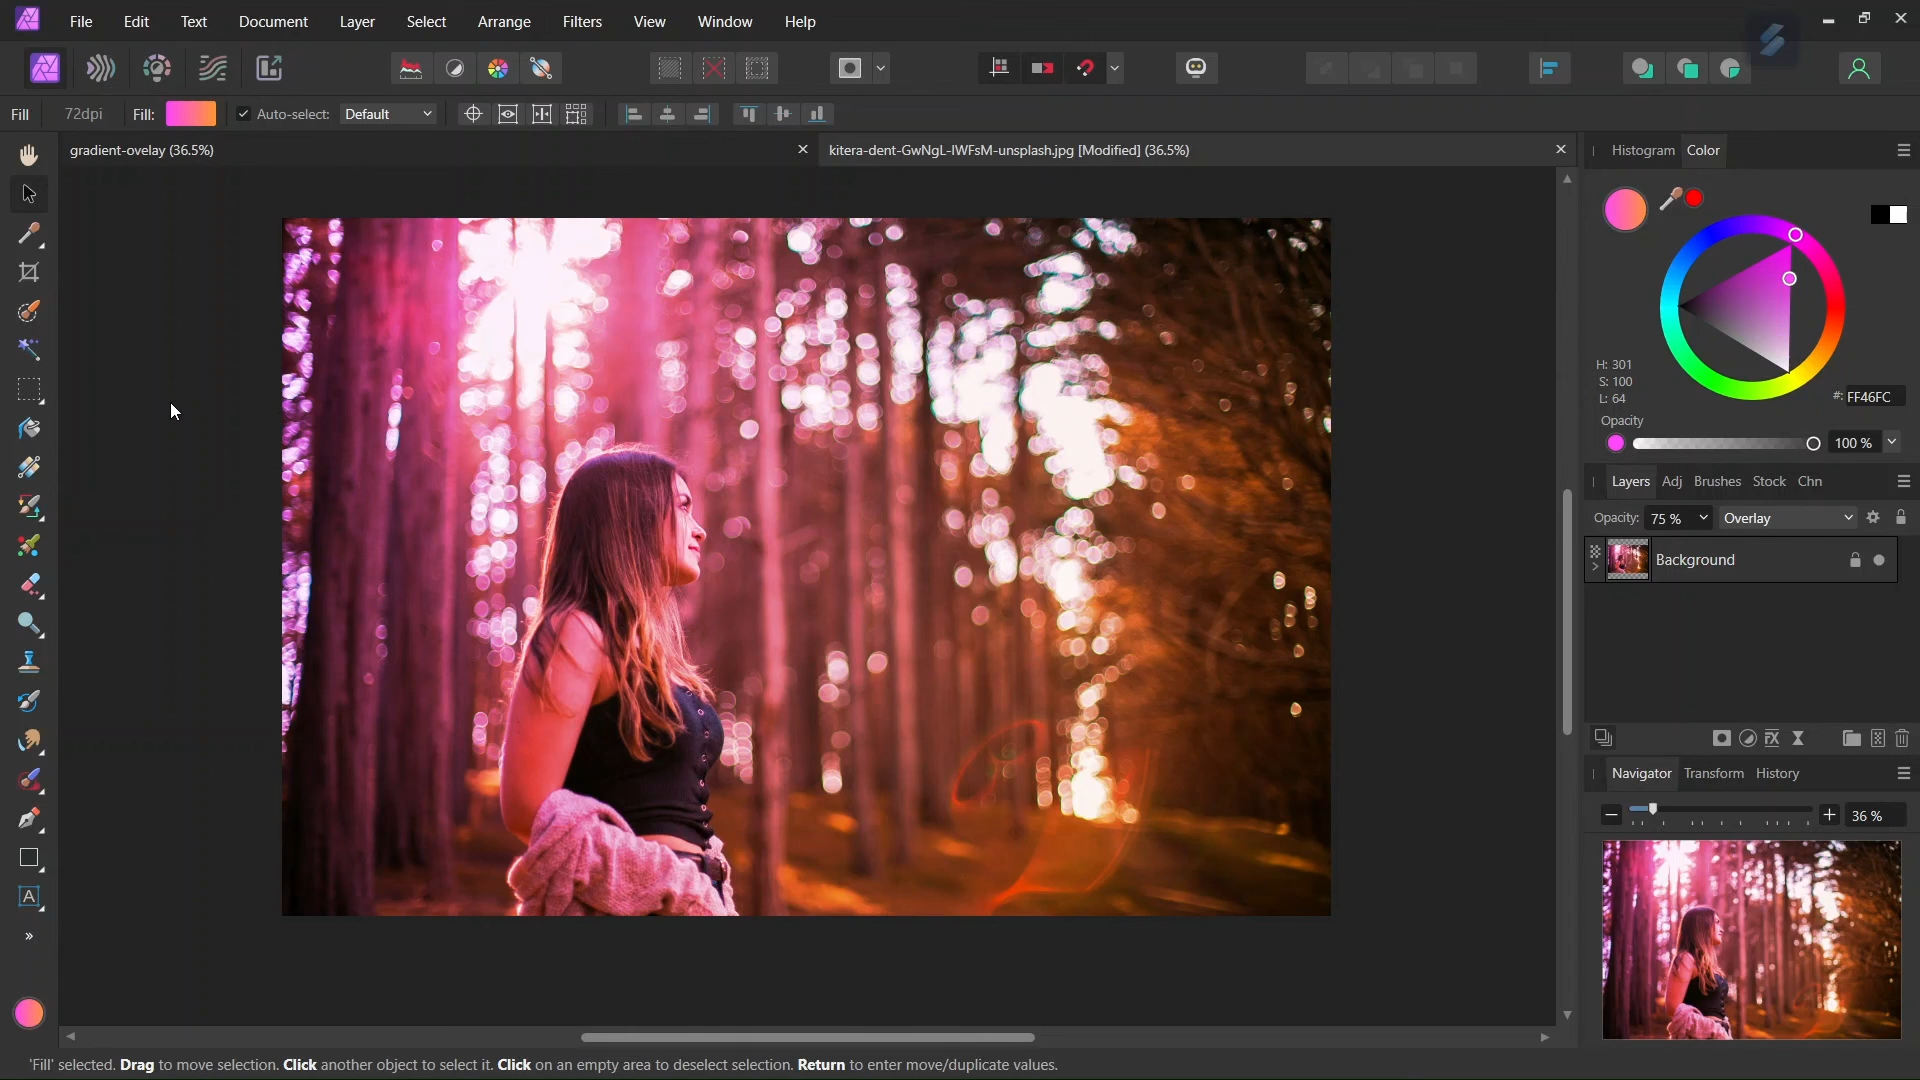 File Edit Text Document Layer Select Arrange Filters View Window Help
Fill 72dpi Fill: Auto-select: Default
gradient-ovelay (36.5%)
kitera-dent-GwNgL-IWFsM-unsplash.jpg [Modified] (36.5%)
Histogram Color
H: 301
S: 100
L: 64
#: FF46FC
Opacity
100 %
Layers Adj Brushes Stock Chn
Opacity: 75 % Overlay
Background
Navigator Transform History
36 %
'Fill' selected. Drag to move selection. Click another object to select it. Click on an empty area to deselect selection. Return to enter move/duplicate values.